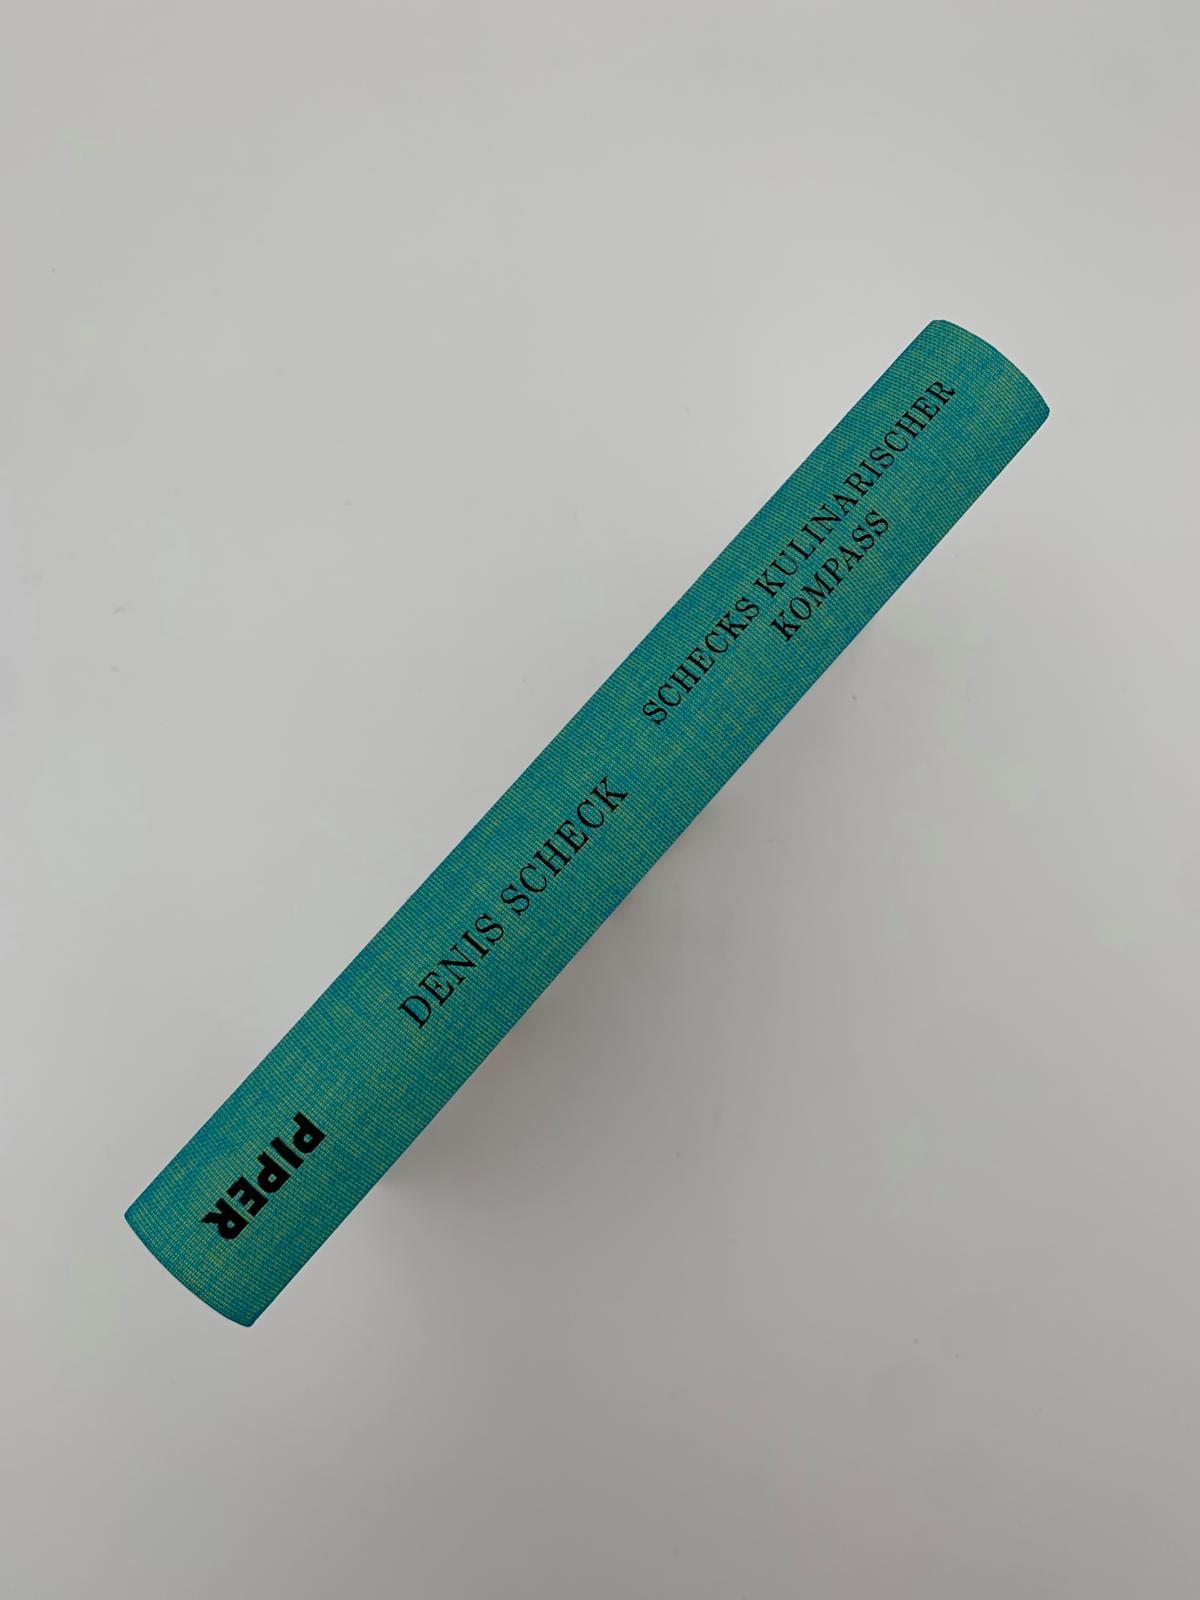 DENIS SCHECK
SCHECKS KULINARISCHER
KOMPASS
PIPER